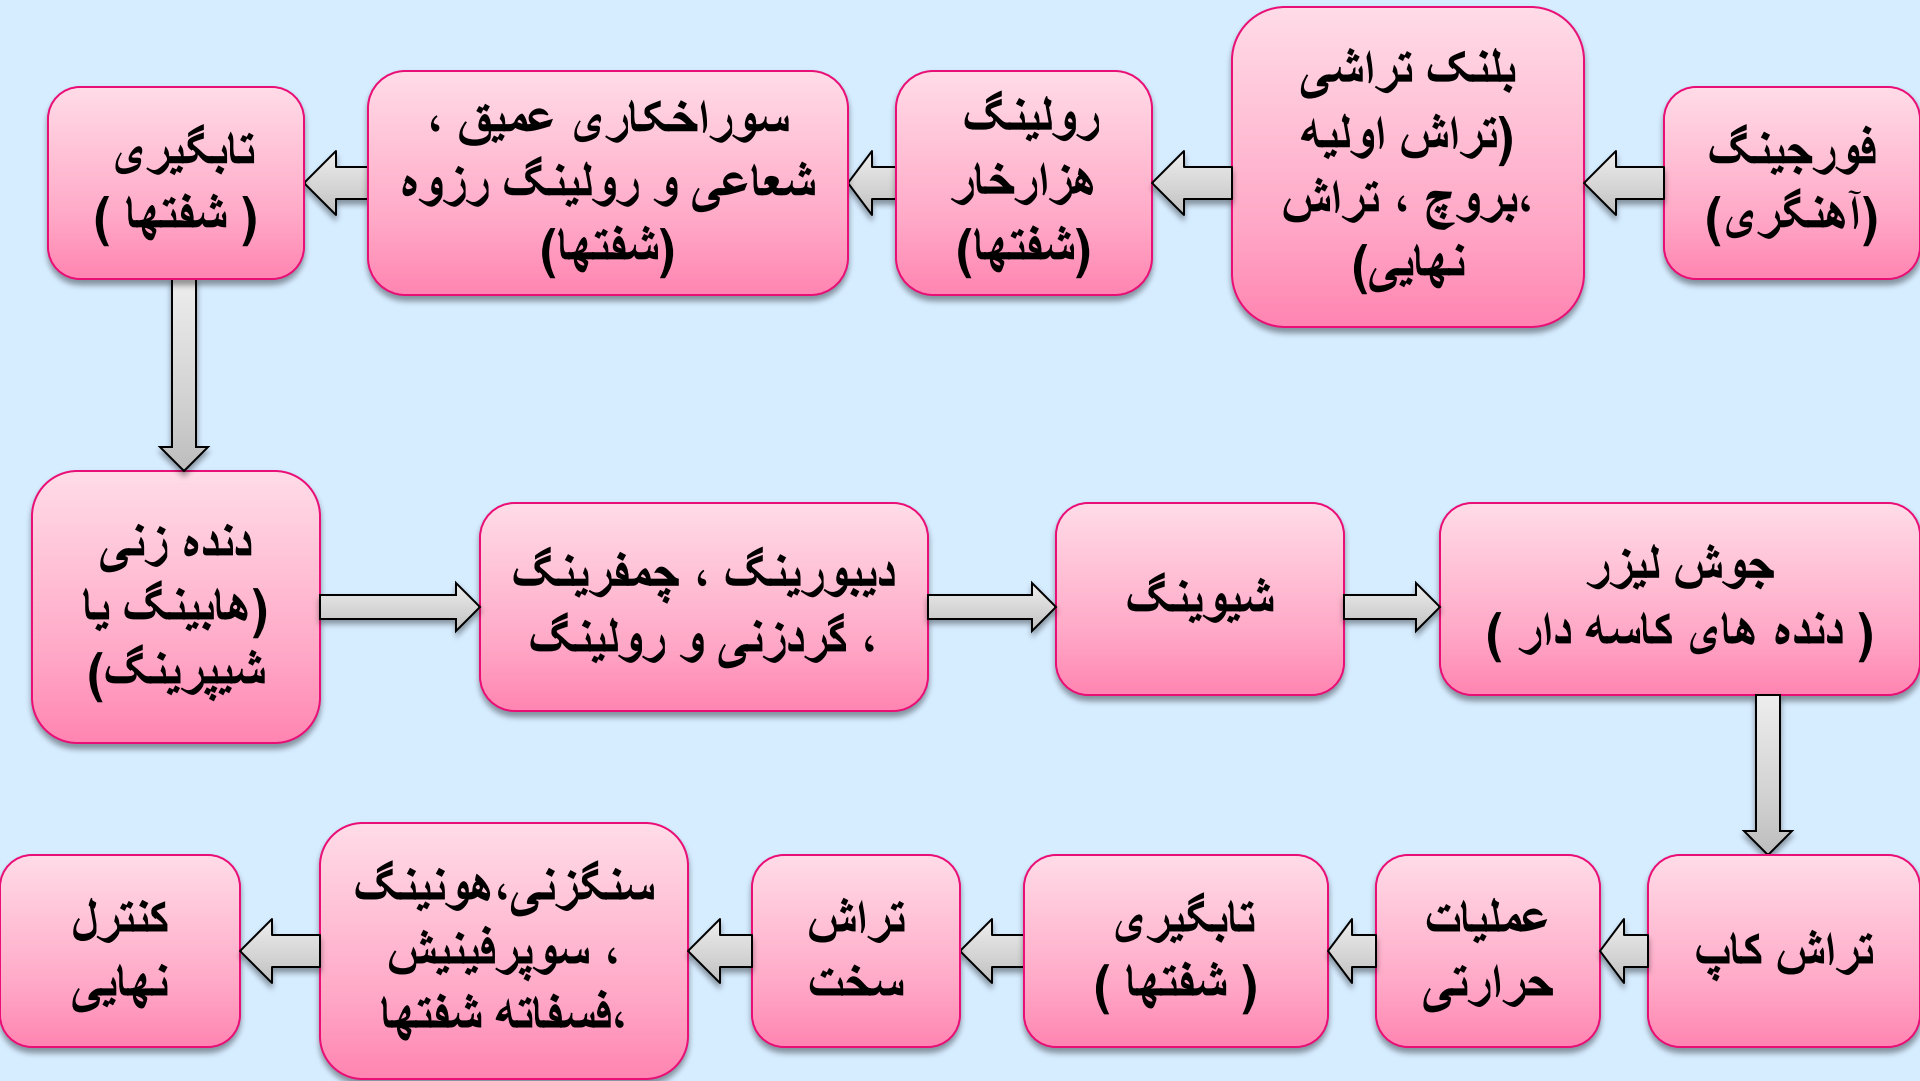 فورجینگ
(آهنگری)
بلنک تراشی
(تراش اولیه
،بروچ ، تراش
نهایی)
رولینگ
هزارخار
(شفتها)
سوراخکاری عمیق ،
شعاعی و رولینگ رزوه
(شفتها)
تابگیری
( شفتها )
دنده زنی
(هابینگ یا
شیپرینگ)
دیبورینگ ، چمفرینگ
، گردزنی و رولینگ
شیوینگ
جوش لیزر
( دنده های کاسه دار )
تراش کاپ
عملیات
حرارتی
تابگیری
( شفتها )
تراش
سخت
سنگزنی،هونینگ
، سوپرفینیش
،فسفاته شفتها
کنترل
نهایی